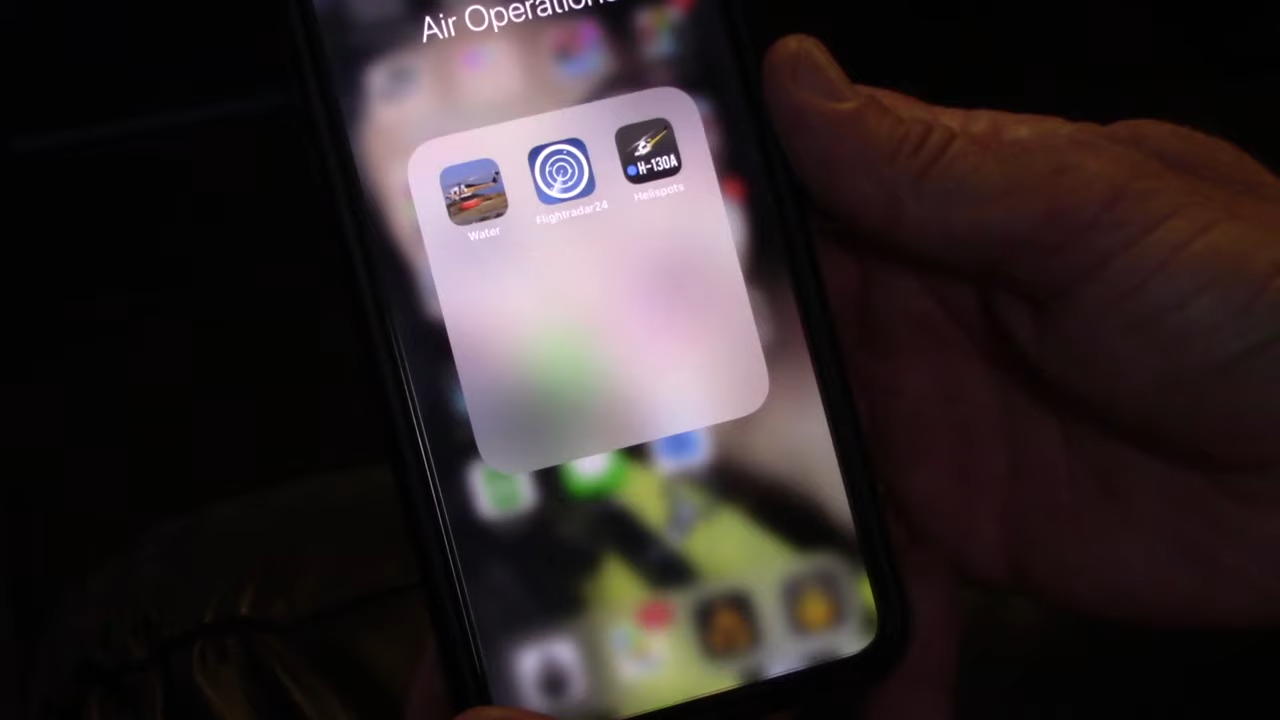 Air Operations
H-130A
Water
Flightradar24
Helispots